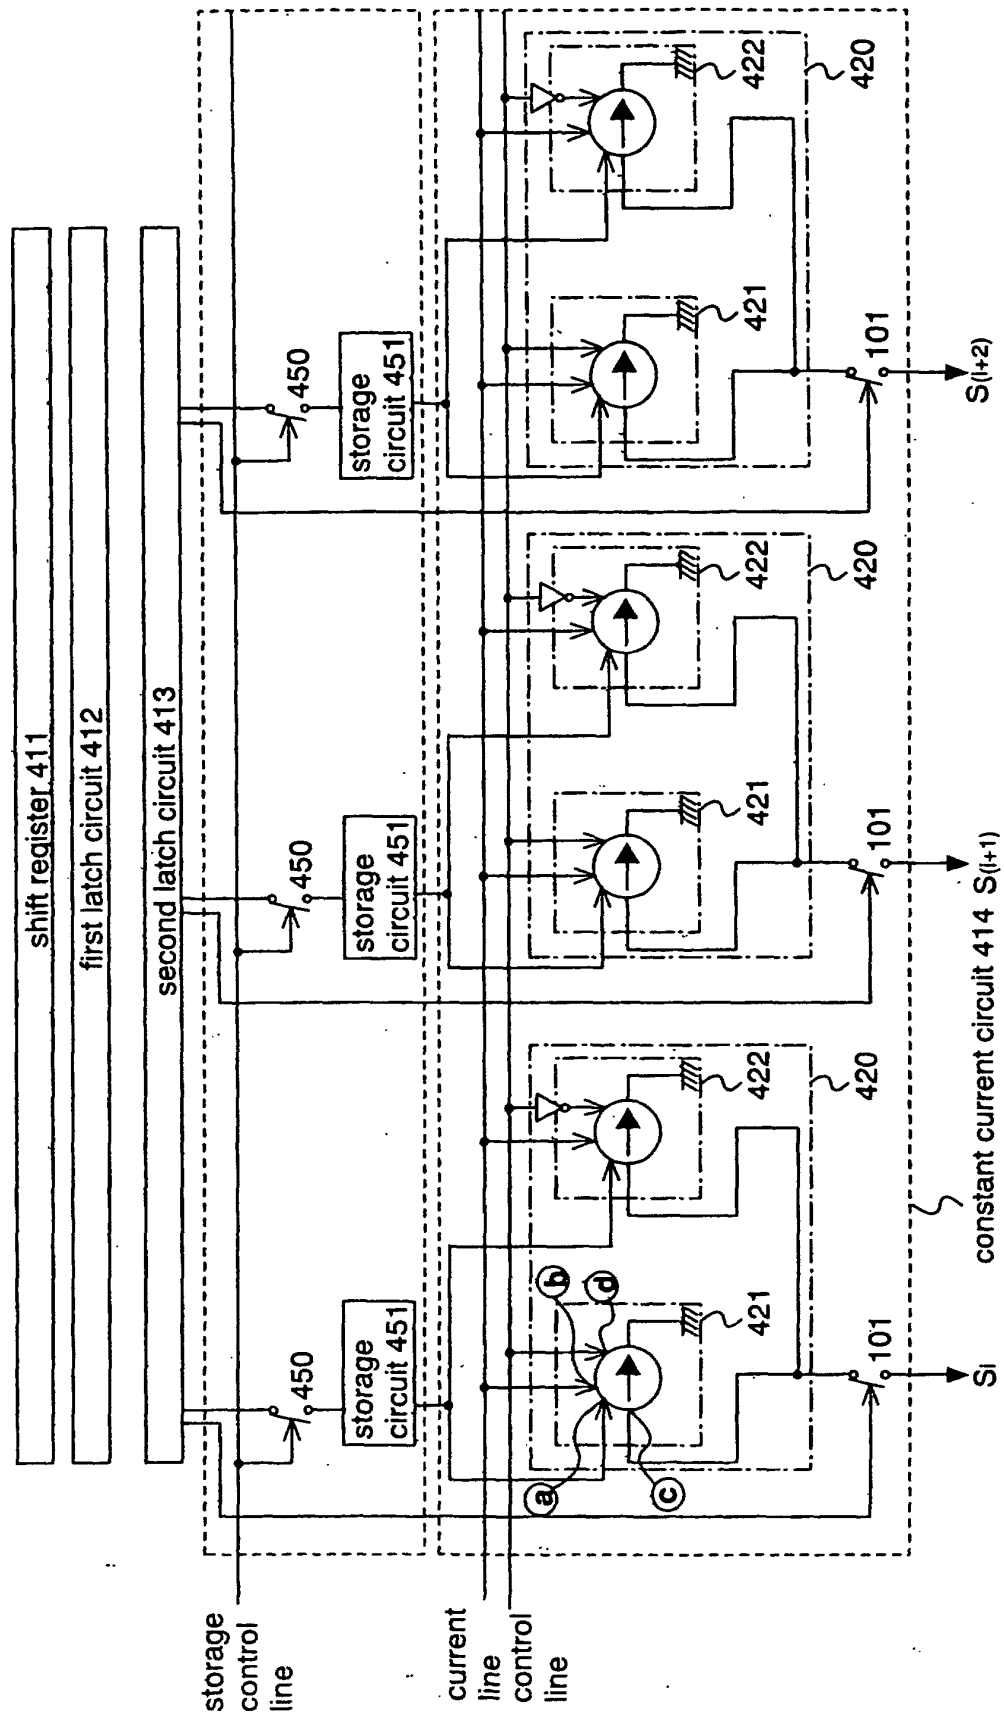 shift register 411
first latch circuit 412
second latch circuit 413
storage
control
line
450
storage
circuit 451
450
storage
circuit 451
450
storage
circuit 451
current
line
control
line
a
b
c
d
421
422
420
421
422
420
421
422
420
101
101
101
Si
S(i+1)
S(i+2)
constant current circuit 414